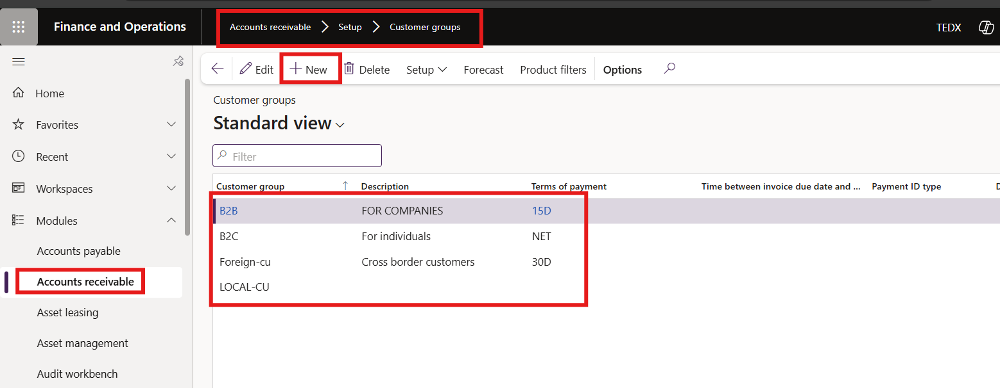 Finance and Operations
Accounts receivable > Setup > Customer groups
TEDX
Edit
New
Delete
Setup
Forecast
Product filters
Options
Home
Favorites
Recent
Workspaces
Modules
Accounts payable
Accounts receivable
Asset leasing
Asset management
Audit workbench
Customer groups
Standard view
Filter
Customer group Description Terms of payment Time between invoice due date and ... Payment ID type
B2B FOR COMPANIES 15D
B2C For individuals NET
Foreign-cu Cross border customers 30D
LOCAL-CU